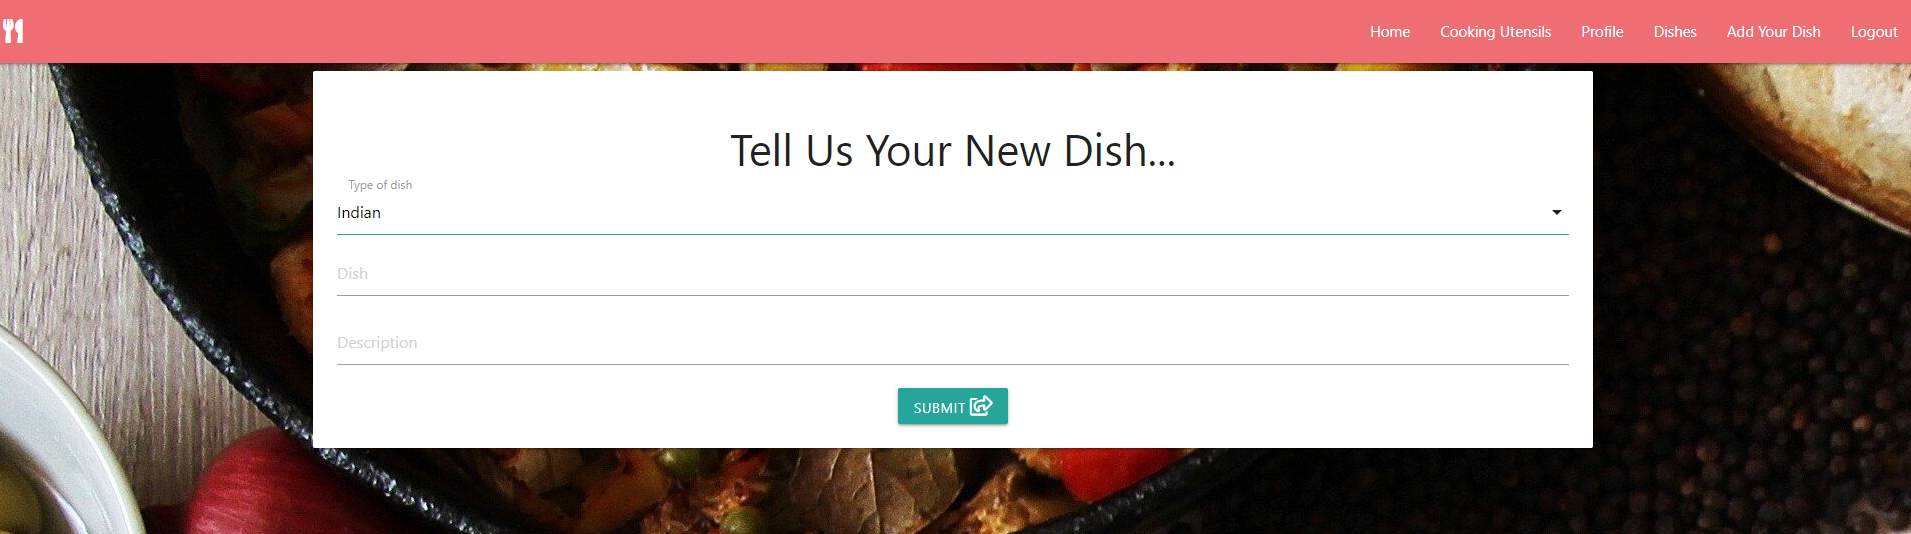 Home Cooking Utensils Profile Dishes Add Your Dish Logout
Tell Us Your New Dish...
Type of dish
Indian
Dish
Description
SUBMIT